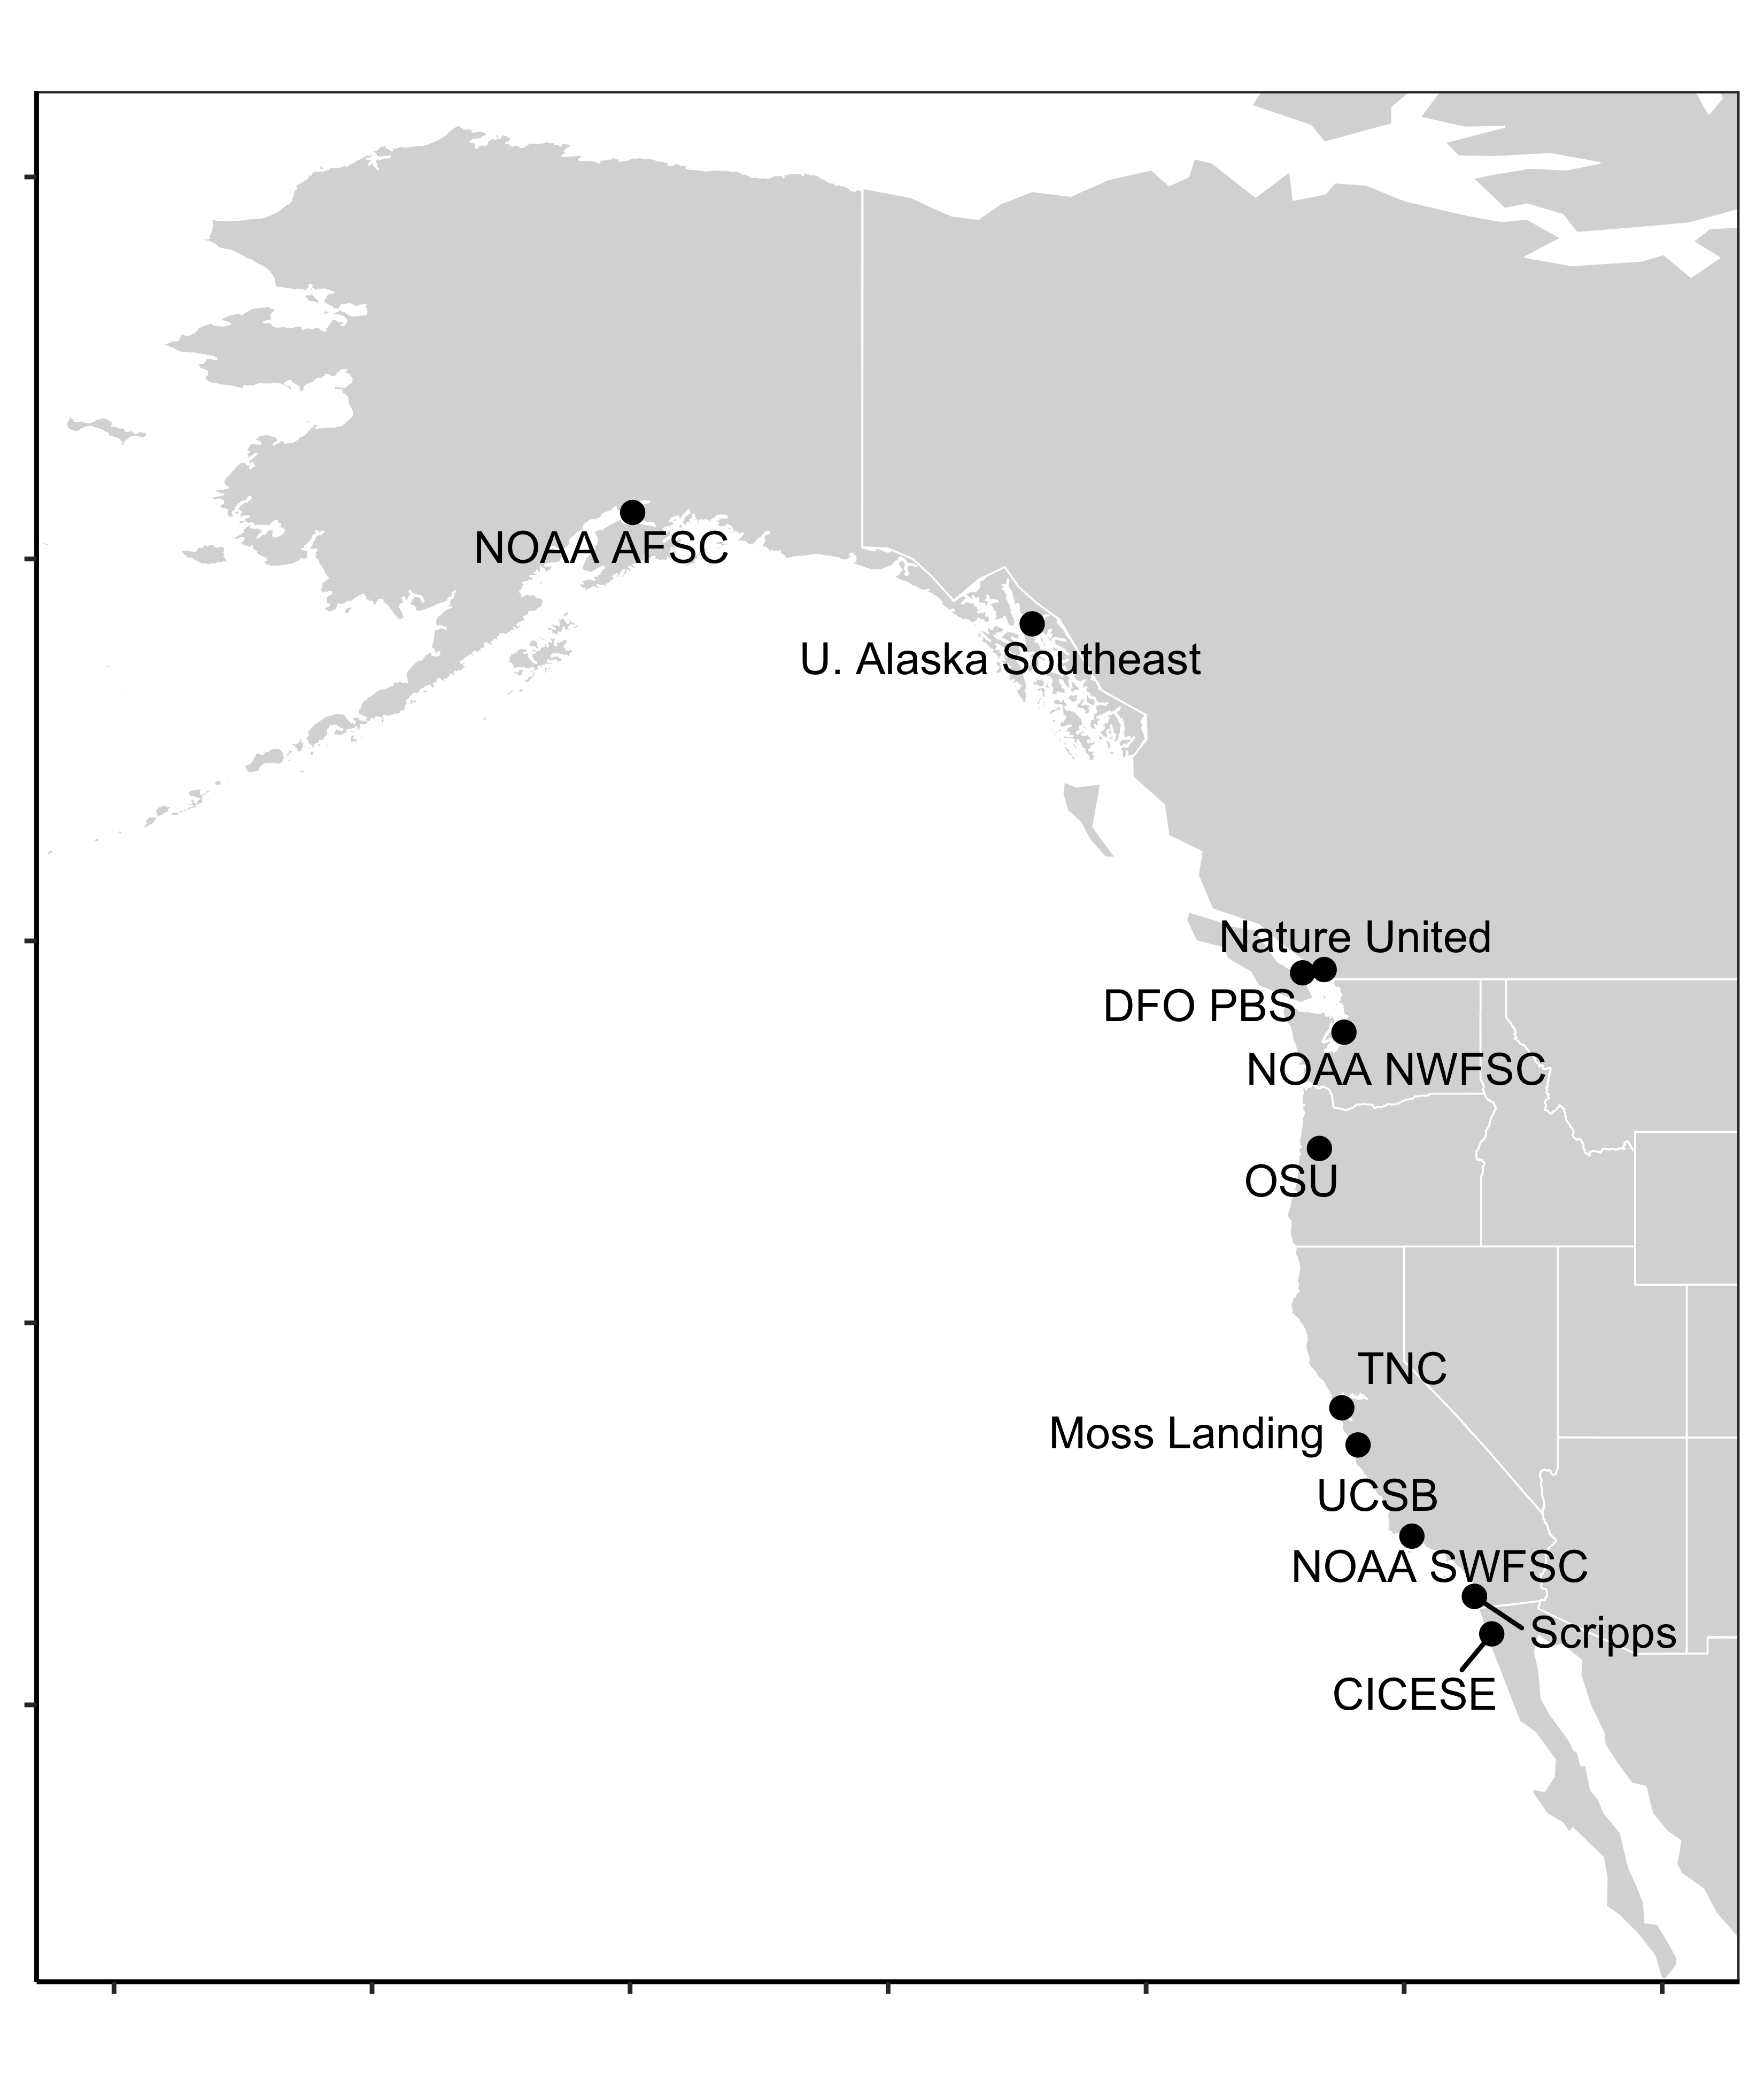 NOAA AFSC
U. Alaska Southeast
Nature United
DFO PBS
NOAA NWFSC
OSU
TNC
Moss Landing
UCSB
NOAA SWFSC
Scripps
CICESE